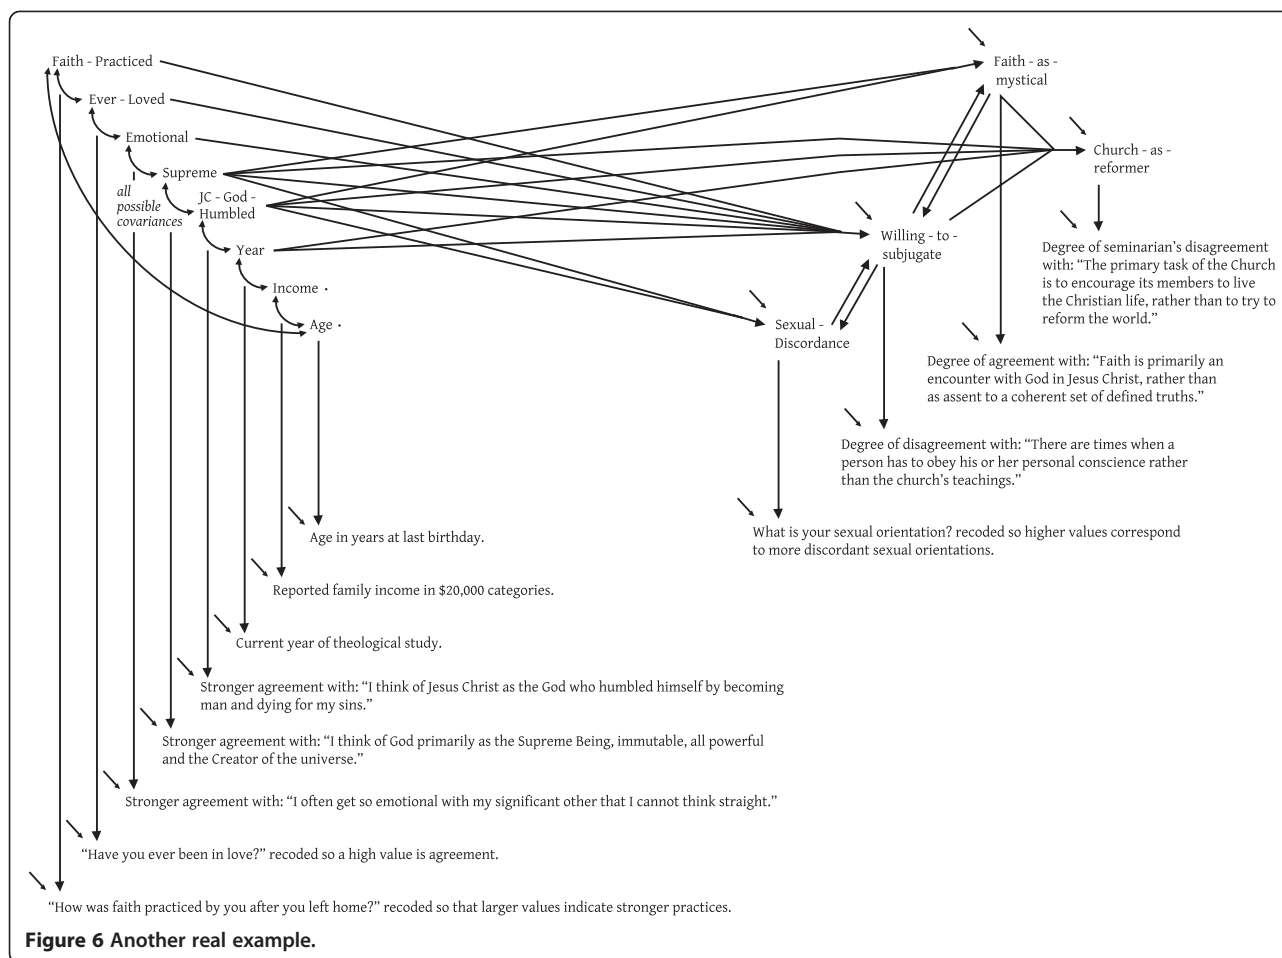 Faith - Practiced
Ever - Loved
Emotional
Supreme
all
possible
covariances
JC - God -
Humbled
Year
Income
Age
Faith - as -
mystical
Church - as -
reformer
Willing - to -
subjugate
Sexual -
Discordance
Degree of seminarian’s disagreement
with: “The primary task of the Church
is to encourage its members to live
the Christian life, rather than to try to
reform the world.”
Degree of agreement with: “Faith is primarily an
encounter with God in Jesus Christ, rather than
as assent to a coherent set of defined truths.”
Degree of disagreement with: “There are times when a
person has to obey his or her personal conscience rather
than the church’s teachings.”
What is your sexual orientation? recoded so higher values correspond
to more discordant sexual orientations.
Age in years at last birthday.
Reported family income in $20,000 categories.
Current year of theological study.
Stronger agreement with: “I think of Jesus Christ as the God who humbled himself by becoming
man and dying for my sins.”
Stronger agreement with: “I think of God primarily as the Supreme Being, immutable, all powerful
and the Creator of the universe.”
Stronger agreement with: “I often get so emotional with my significant other that I cannot think straight.”
“Have you ever been in love?” recoded so a high value is agreement.
“How was faith practiced by you after you left home?” recoded so that larger values indicate stronger practices.
Figure 6 Another real example.